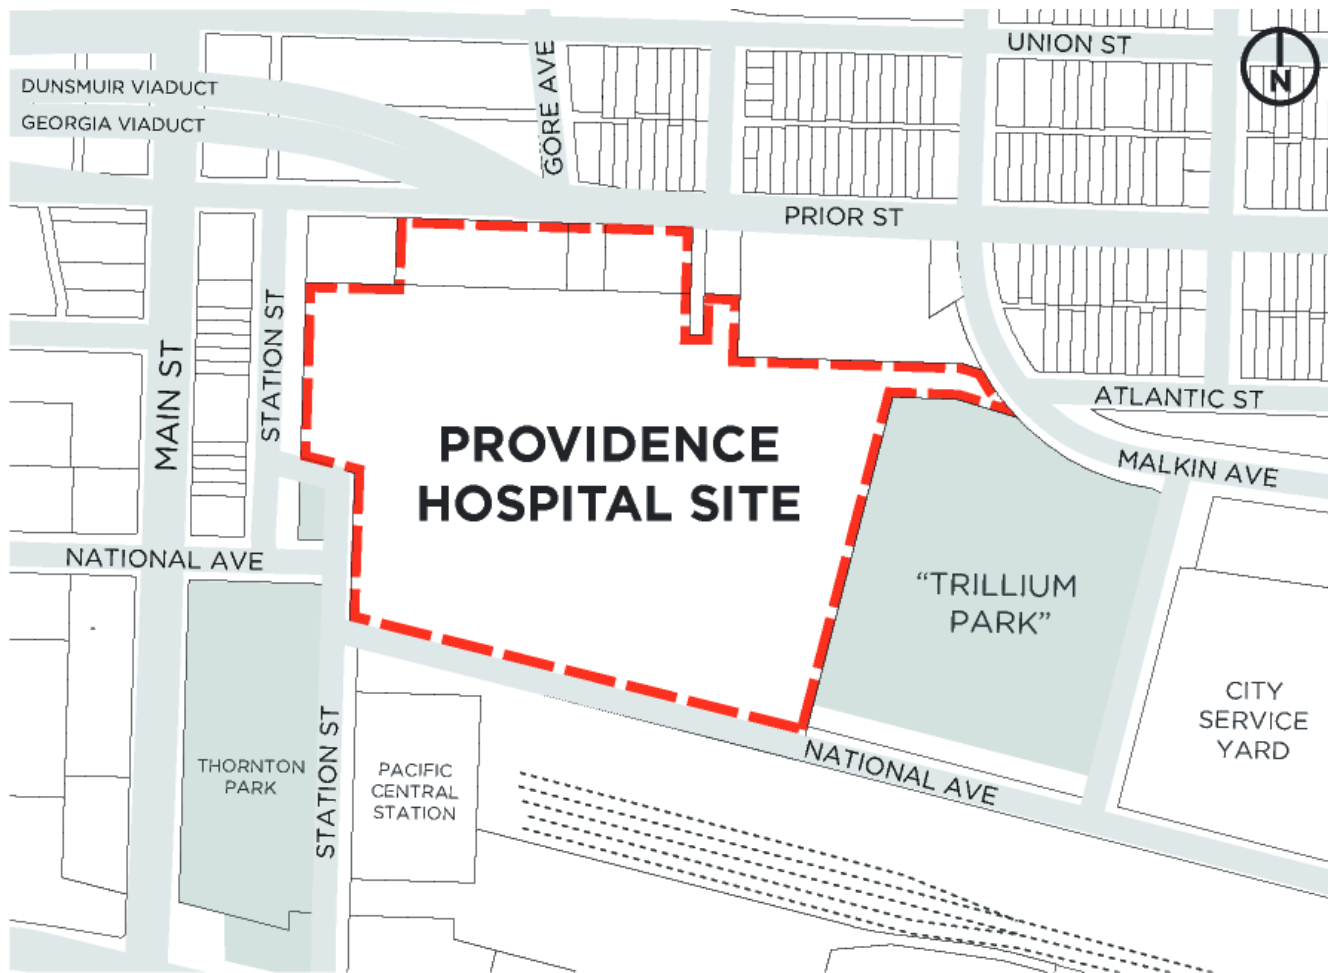 UNION ST
N
DUNSMUIR VIADUCT
GEORGIA VIADUCT
GORE AVE
PRIOR ST
STATION ST
MAIN ST
ATLANTIC ST
PROVIDENCE
HOSPITAL SITE
MALKIN AVE
NATIONAL AVE
“TRILLIUM
PARK”
CITY
SERVICE
YARD
THORNTON
PARK
STATION ST
PACIFIC
CENTRAL
STATION
NATIONAL AVE